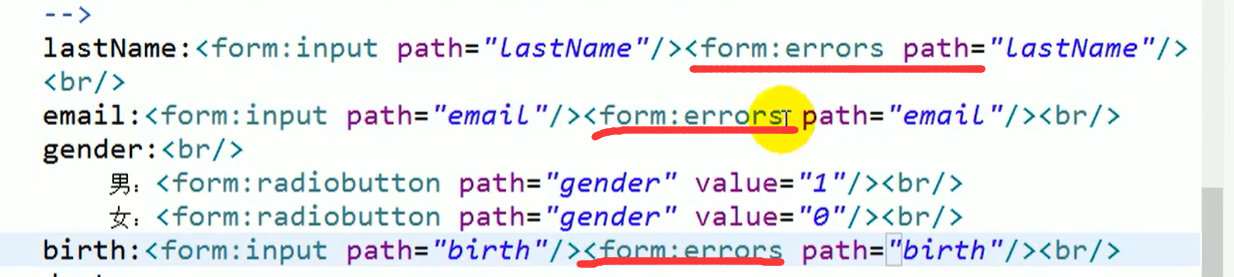 -->
lastName:<form:input path="lastName"/><form:errors path="lastName"/>
<br/>
email:<form:input path="email"/><form:errors path="email"/><br/>
gender:<br/>
男：<form:radiobutton path="gender" value="1"/><br/>
女：<form:radiobutton path="gender" value="0"/><br/>
birth:<form:input path="birth"/><form:errors path="birth"/><br/>